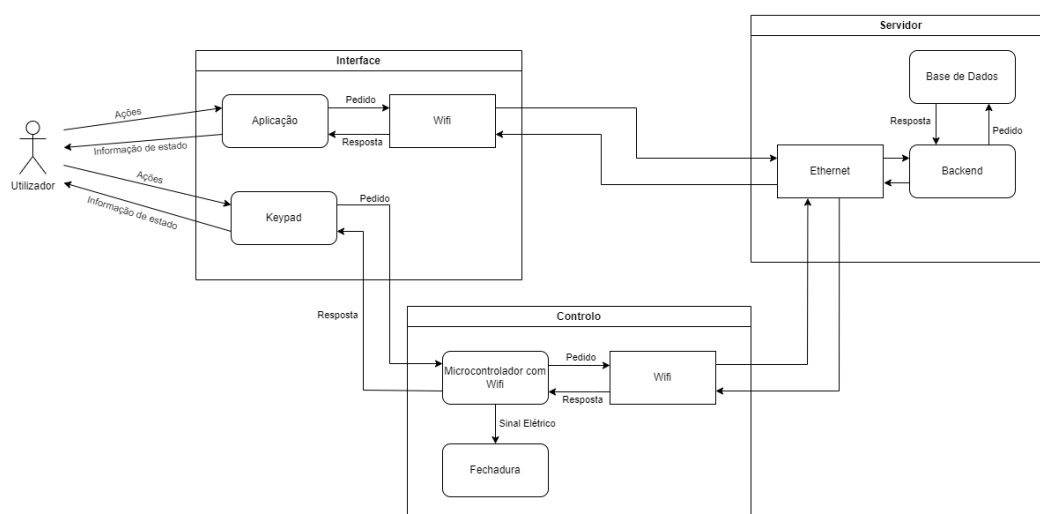 Servidor
Interface
Base de Dados
Ações
Pedido
Aplicação
Wifi
Resposta
Informação de estado
Resposta
Pedido
Utilizador
Ações
Ethernet
Backend
Informação de estado
Keypad
Pedido
Resposta
Controlo
Microcontrolador com
Wifi
Pedido
Wifi
Resposta
Sinal Elétrico
Fechadura